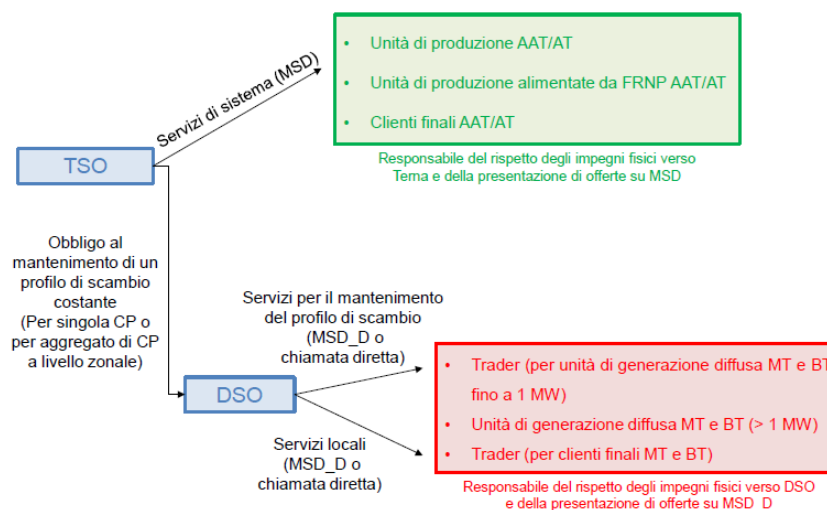 • Unità di produzione AAT/AT
• Unità di produzione alimentate da FRNP AAT/AT
• Clienti finali AAT/AT
Servizi di sistema (MSD)
Responsabile del rispetto degli impegni fisici verso
Terna e della presentazione di offerte su MSD
TSO
Obbligo al
mantenimento di un
profilo di scambio
costante
(Per singola CP o
per aggregato di CP
a livello zonale)
Servizi per il mantenimento
del profilo di scambio
(MSD_D o
chiamata diretta)
DSO
Servizi locali
(MSD_D o
chiamata diretta)
• Trader (per unità di generazione diffusa MT e BT
fino a 1 MW)
• Unità di generazione diffusa MT e BT (> 1 MW)
• Trader (per clienti finali MT e BT)
Responsabile del rispetto degli impegni fisici verso DSO
e della presentazione di offerte su MSD_D